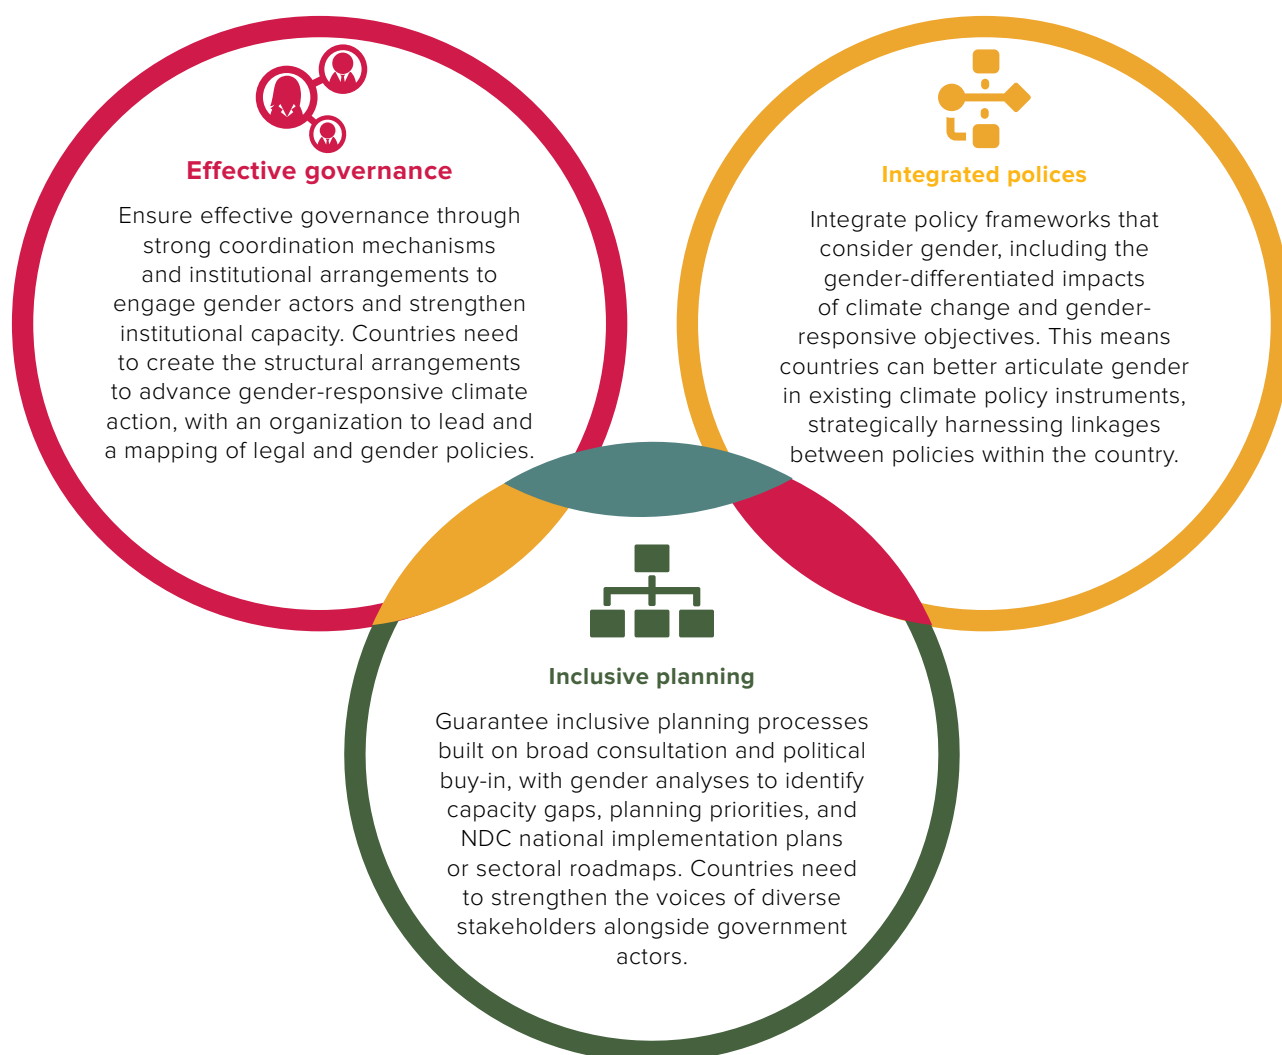 Effective governance
Ensure effective governance through
strong coordination mechanisms
and institutional arrangements to
engage gender actors and strengthen
institutional capacity. Countries need
to create the structural arrangements
to advance gender-responsive climate
action, with an organization to lead and
a mapping of legal and gender policies.
Integrated polices
Integrate policy frameworks that
consider gender, including the
gender-differentiated impacts
of climate change and gender-
responsive objectives. This means
countries can better articulate gender
in existing climate policy instruments,
strategically harnessing linkages
between policies within the country.
Inclusive planning
Guarantee inclusive planning processes
built on broad consultation and political
buy-in, with gender analyses to identify
capacity gaps, planning priorities, and
NDC national implementation plans
or sectoral roadmaps. Countries need
to strengthen the voices of diverse
stakeholders alongside government
actors.